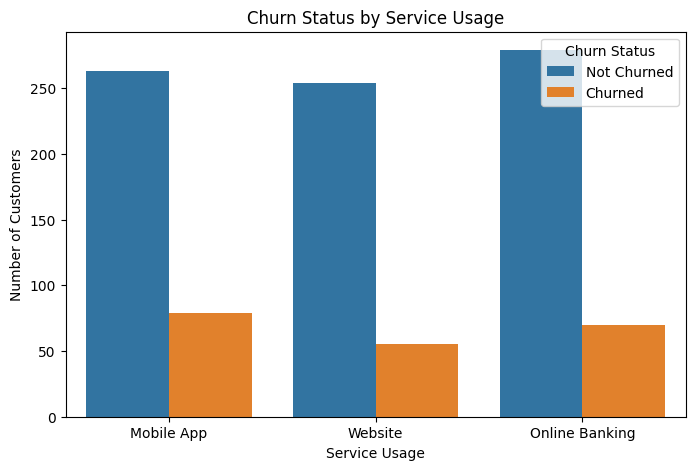 Churn Status by Service Usage
Churn Status
Not Churned
Churned
Number of Customers
250
200
150
100
50
0
Mobile App
Website
Online Banking
Service Usage